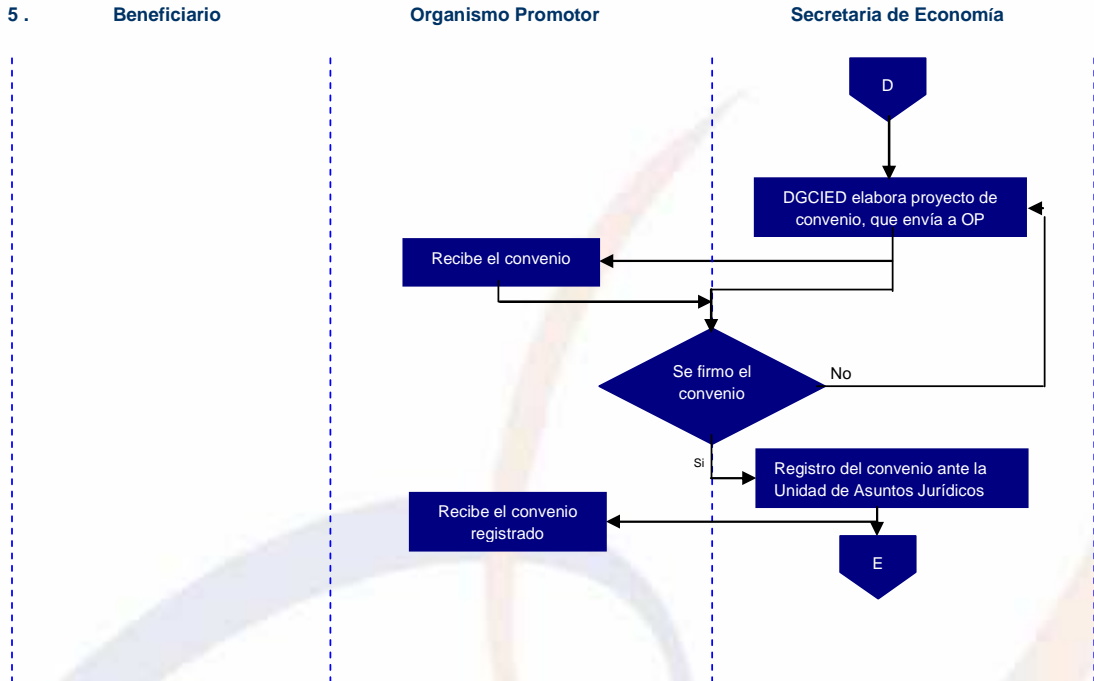 5 . Beneficiario Organismo Promotor Secretaria de Economía
D
DGCIED elabora proyecto de
convenio, que envía a OP
Recibe el convenio
Se firmo el
convenio
No
Si
Registro del convenio ante la
Unidad de Asuntos Jurídicos
Recibe el convenio
registrado
E